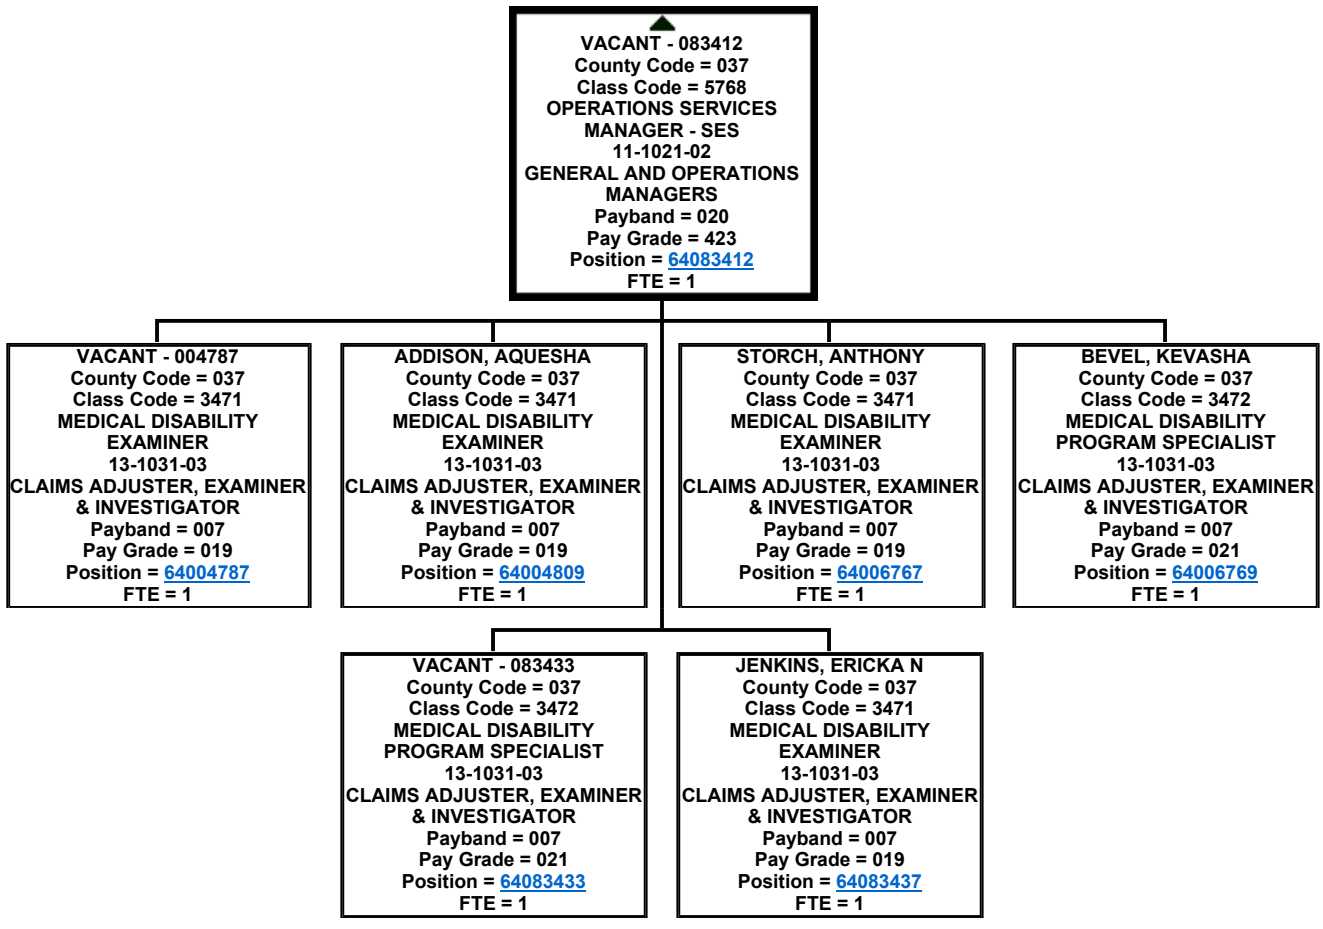 VACANT - 083412
County Code = 037
Class Code = 5768
OPERATIONS SERVICES
MANAGER - SES
11-1021-02
GENERAL AND OPERATIONS
MANAGERS
Payband = 020
Pay Grade = 423
Position = 64083412
FTE = 1
VACANT - 004787
County Code = 037
Class Code = 3471
MEDICAL DISABILITY
EXAMINER
13-1031-03
CLAIMS ADJUSTER, EXAMINER
& INVESTIGATOR
Payband = 007
Pay Grade = 019
Position = 64004787
FTE = 1
ADDISON, AQUESHA
County Code = 037
Class Code = 3471
MEDICAL DISABILITY
EXAMINER
13-1031-03
CLAIMS ADJUSTER, EXAMINER
& INVESTIGATOR
Payband = 007
Pay Grade = 019
Position = 64004809
FTE = 1
STORCH, ANTHONY
County Code = 037
Class Code = 3471
MEDICAL DISABILITY
EXAMINER
13-1031-03
CLAIMS ADJUSTER, EXAMINER
& INVESTIGATOR
Payband = 007
Pay Grade = 019
Position = 64006767
FTE = 1
BEVEL, KEVASHA
County Code = 037
Class Code = 3472
MEDICAL DISABILITY
PROGRAM SPECIALIST
13-1031-03
CLAIMS ADJUSTER, EXAMINER
& INVESTIGATOR
Payband = 007
Pay Grade = 021
Position = 64006769
FTE = 1
VACANT - 083433
County Code = 037
Class Code = 3472
MEDICAL DISABILITY
PROGRAM SPECIALIST
13-1031-03
CLAIMS ADJUSTER, EXAMINER
& INVESTIGATOR
Payband = 007
Pay Grade = 021
Position = 64083433
FTE = 1
JENKINS, ERICKA N
County Code = 037
Class Code = 3471
MEDICAL DISABILITY
EXAMINER
13-1031-03
CLAIMS ADJUSTER, EXAMINER
& INVESTIGATOR
Payband = 007
Pay Grade = 019
Position = 64083437
FTE = 1